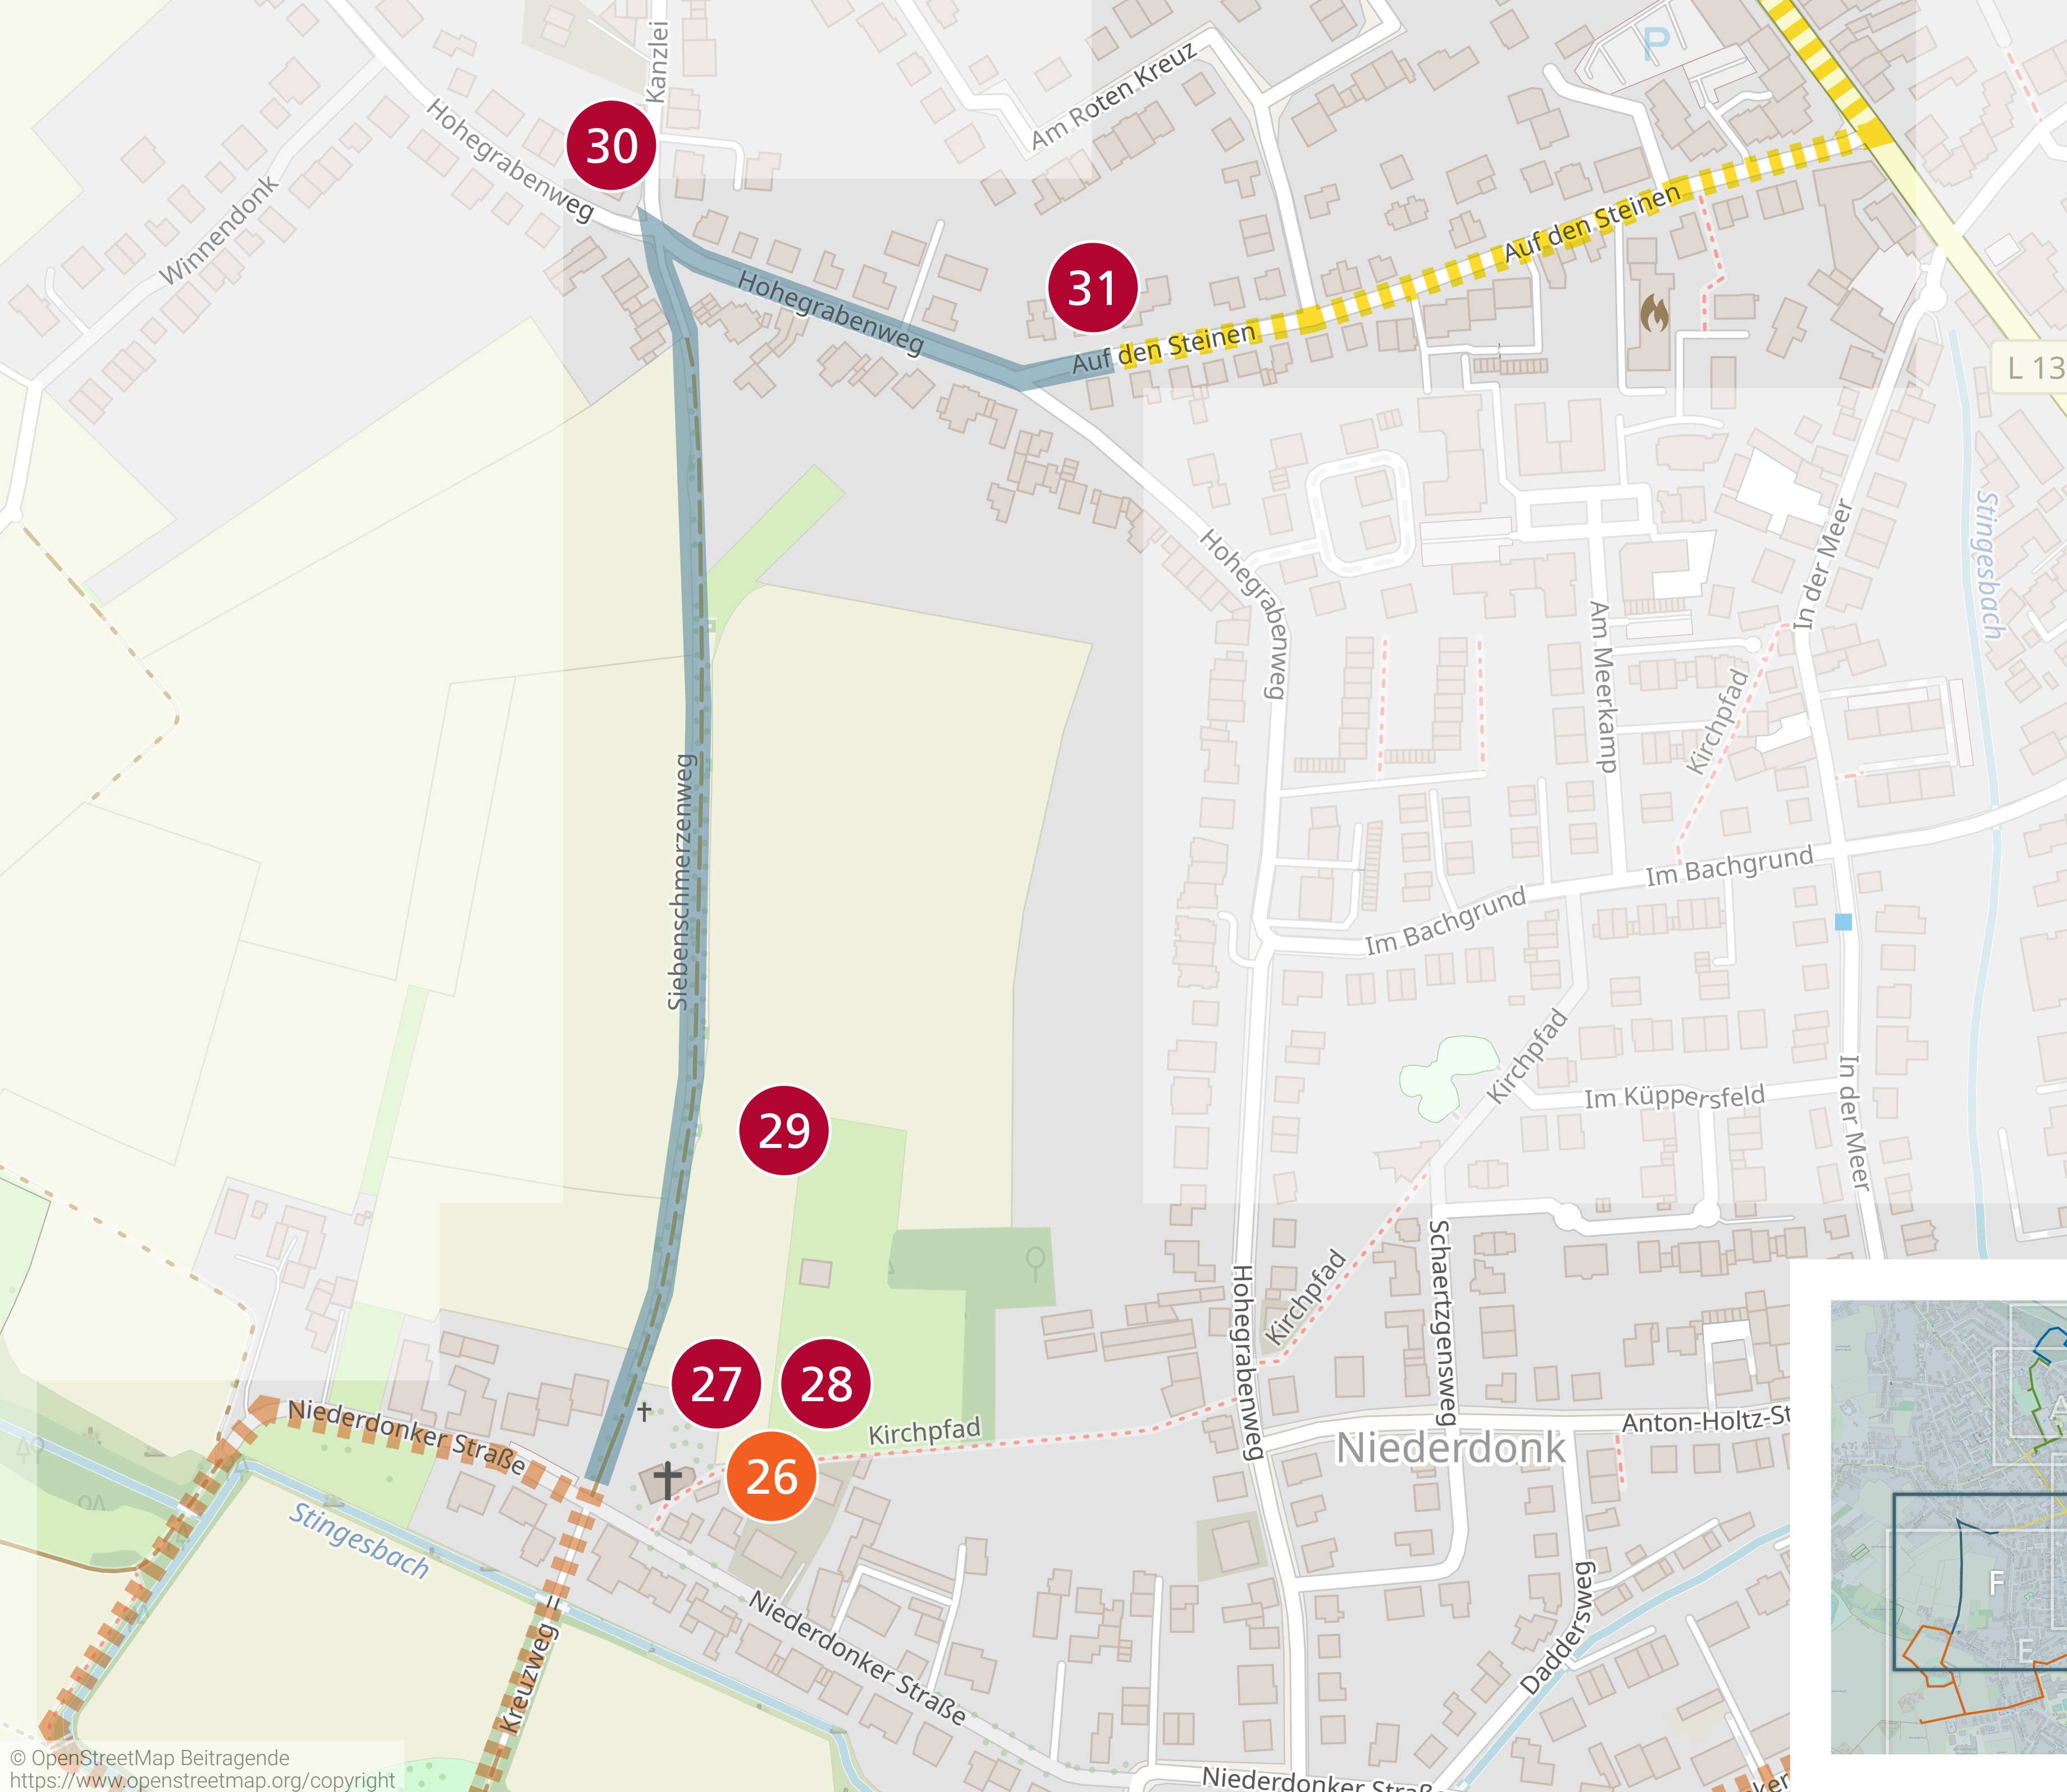 Kanzlei
P
Am Roten Kreuz
Hohegrabenweg
30
Winnendonk
Auf den Steinen
Hohegrabenweg
31
Auf den Steinen
L 13
Stingesbach
In der Meer
Hohegrabenweg
Am Meerkamp
Kirchpfad
Siebenschmerzenweg
Im Bachgrund
Im Bachgrund
Kirchpfad
Im Küppersfeld
In der Meer
29
Kirchpfad
Schaertzgensweg
Hohegrabenweg
27
28
Niederdonker Straße
Kirchpfad
Anton-Holtz-St
Niederdonk
26
Stingesbach
F
E
Niederdonker Straße
Daddersweg
Kreuzweg
Niederdonker Straße
© OpenStreetMap Beitragende
https://www.openstreetmap.org/copyright